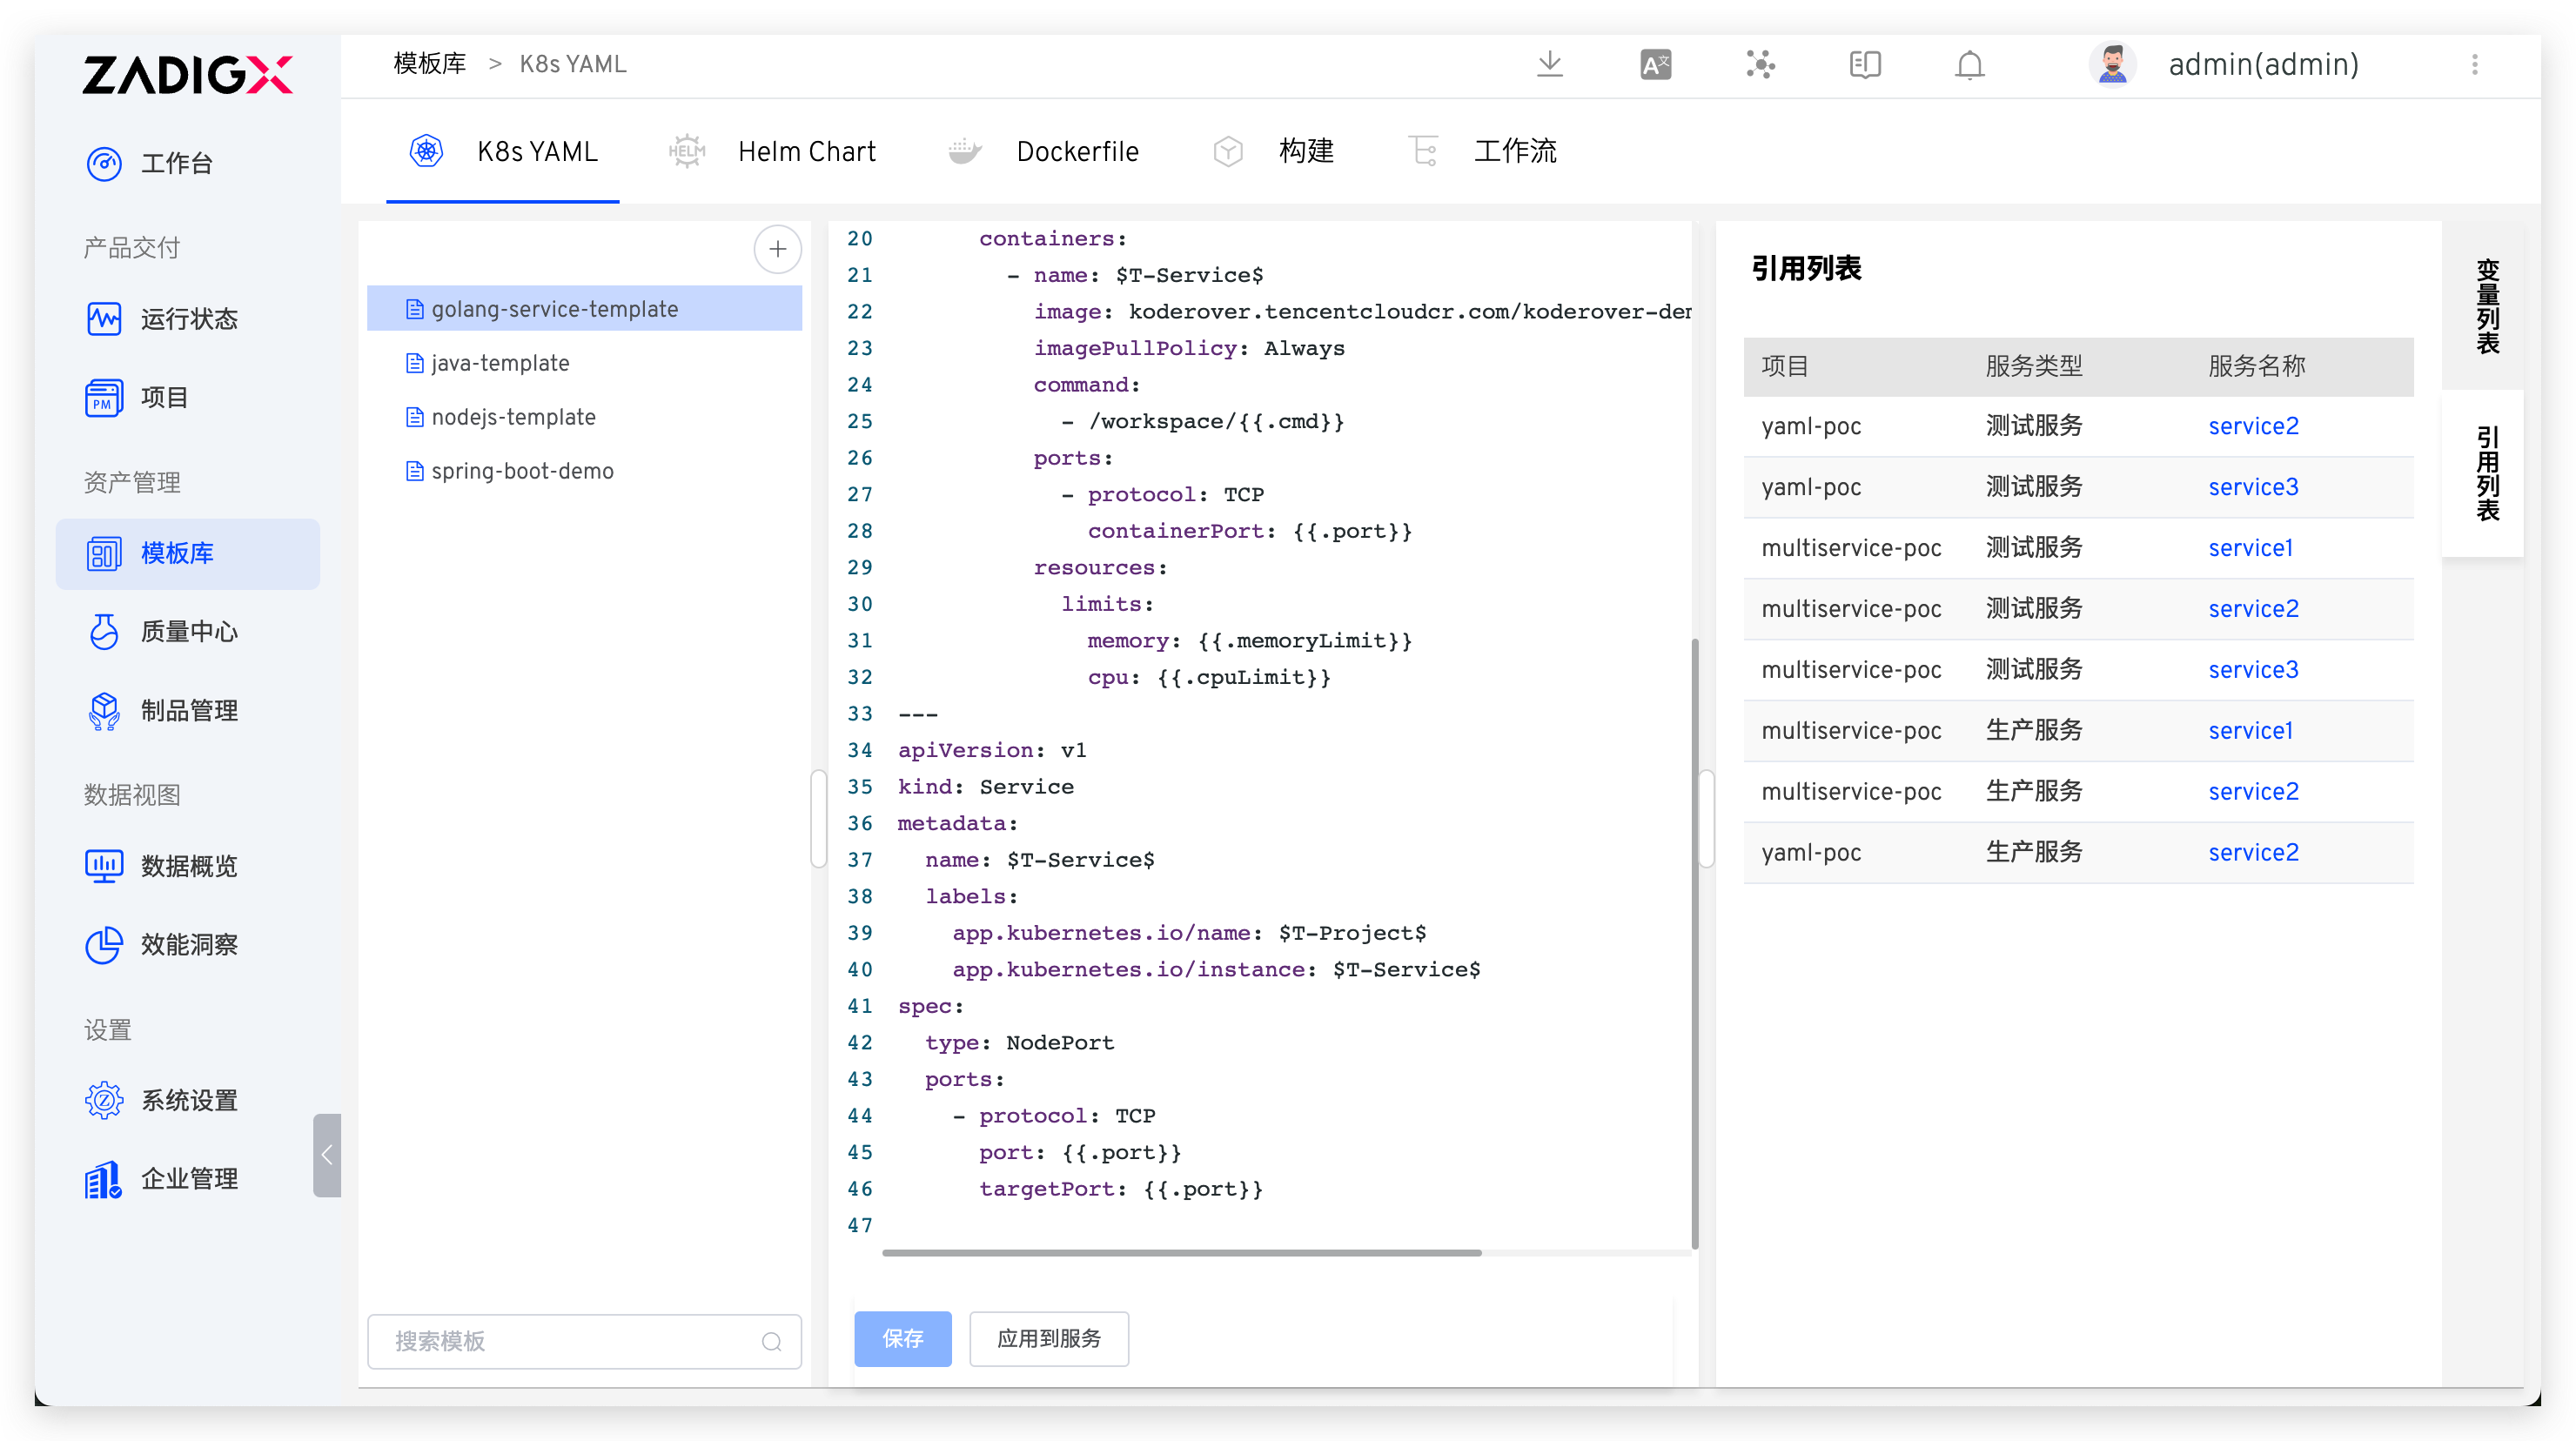 ZADIGX
工作台
产品交付
运行状态
PM
项目
资产管理
模板库
质量中心
制品管理
数据视图
数据概览
效能洞察
设置
系统设置
企业管理
模板库 > K8s YAML
admin(admin)
K8s YAML
HELM
Helm Chart
Dockerfile
构建
工作流
golang-service-template
java-template
nodejs-template
spring-boot-demo
搜索模板
20 containers:
21 - name: $T-Service$
22 image: koderover.tencentcloudcr.com/koderover-den
23 imagePullPolicy: Always
24 command:
25 - /workspace/{{.cmd}}
26 ports:
27 - protocol: TCP
28 containerPort: {{.port}}
29 resources:
30 limits:
31 memory: {{.memoryLimit}}
32 cpu: {{.cpuLimit}}
33 ---
34 apiVersion: v1
35 kind: Service
36 metadata:
37 name: $T-Service$
38 labels:
39 app.kubernetes.io/name: $T-Project$
40 app.kubernetes.io/instance: $T-Service$
41 spec:
42 type: NodePort
43 ports:
44 - protocol: TCP
45 port: {{.port}}
46 targetPort: {{.port}}
47
保存
应用到服务
引用列表
项目 服务类型 服务名称
yaml-poc 测试服务 service2
yaml-poc 测试服务 service3
multiservice-poc 测试服务 service1
multiservice-poc 测试服务 service2
multiservice-poc 测试服务 service3
multiservice-poc 生产服务 service1
multiservice-poc 生产服务 service2
yaml-poc 生产服务 service2
变量列表
引用列表